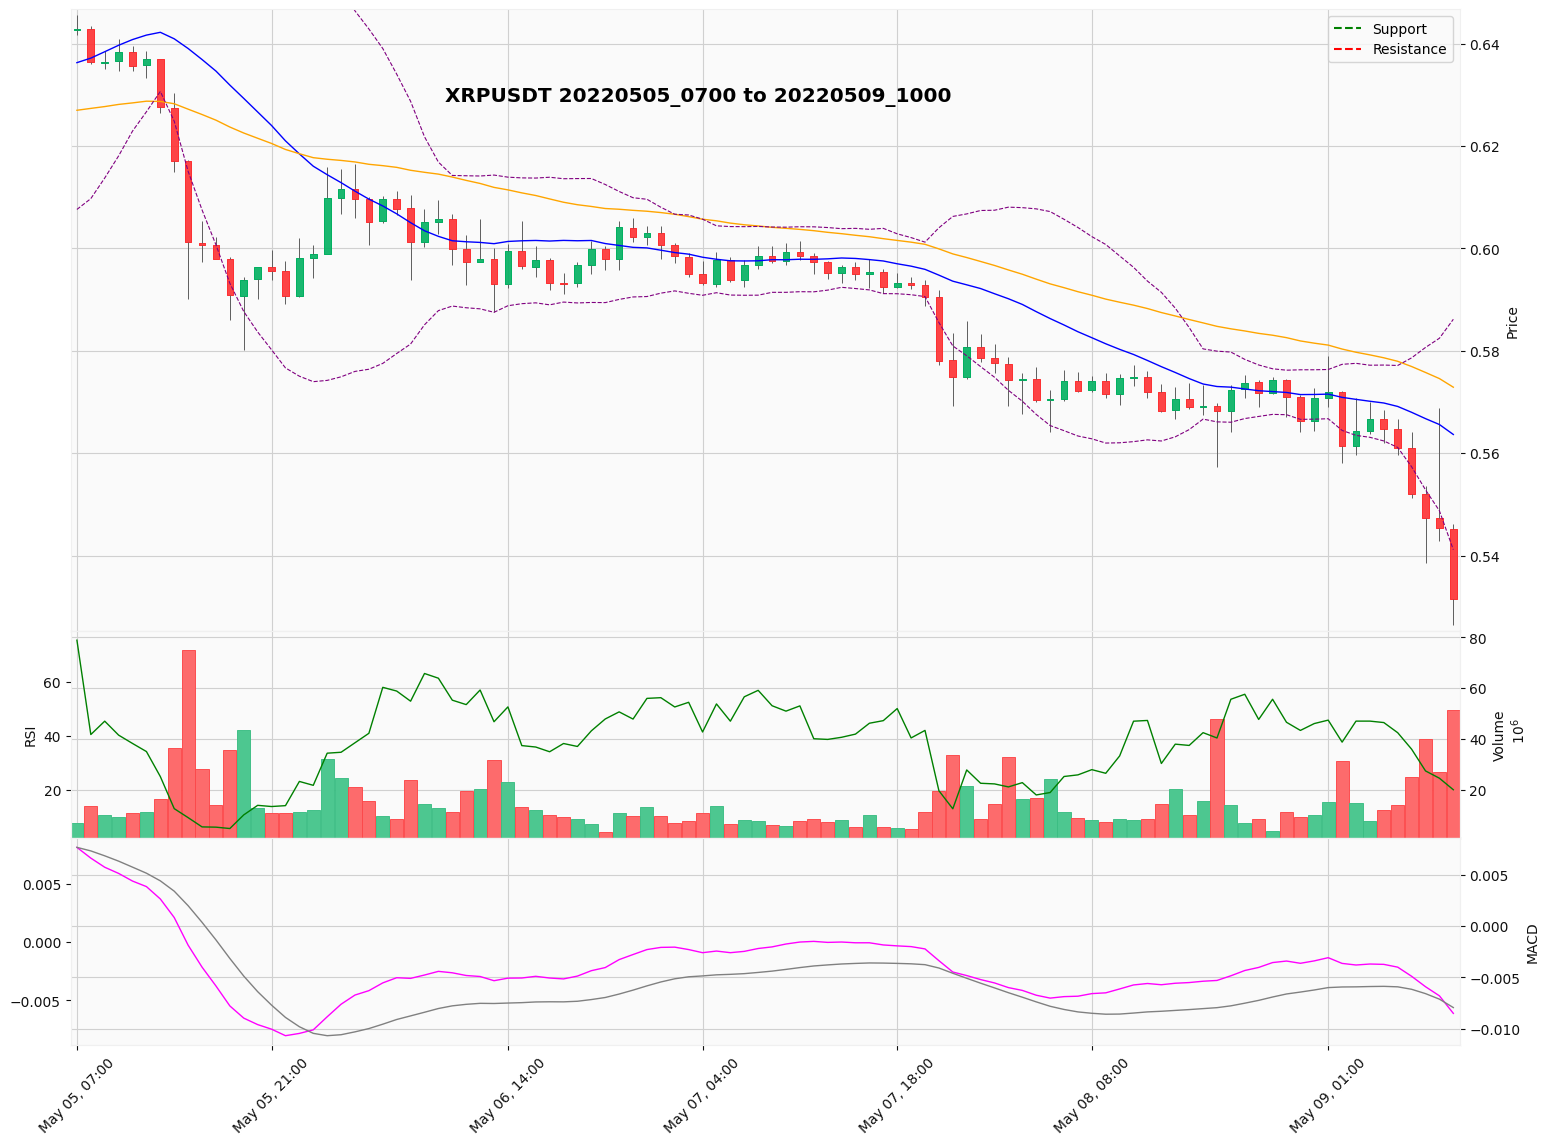 XRPUSDT 20220505_0700 to 20220509_1000
Support
Resistance
0.64
0.62
0.60
0.58
0.56
0.54
Price
60
40
20
RSI
80
60
40
20
Volume
10^6
0.005
0.000
−0.005
0.005
0.000
−0.005
−0.010
MACD
May 05, 07:00
May 05, 21:00
May 06, 14:00
May 07, 04:00
May 07, 18:00
May 08, 08:00
May 09, 01:00